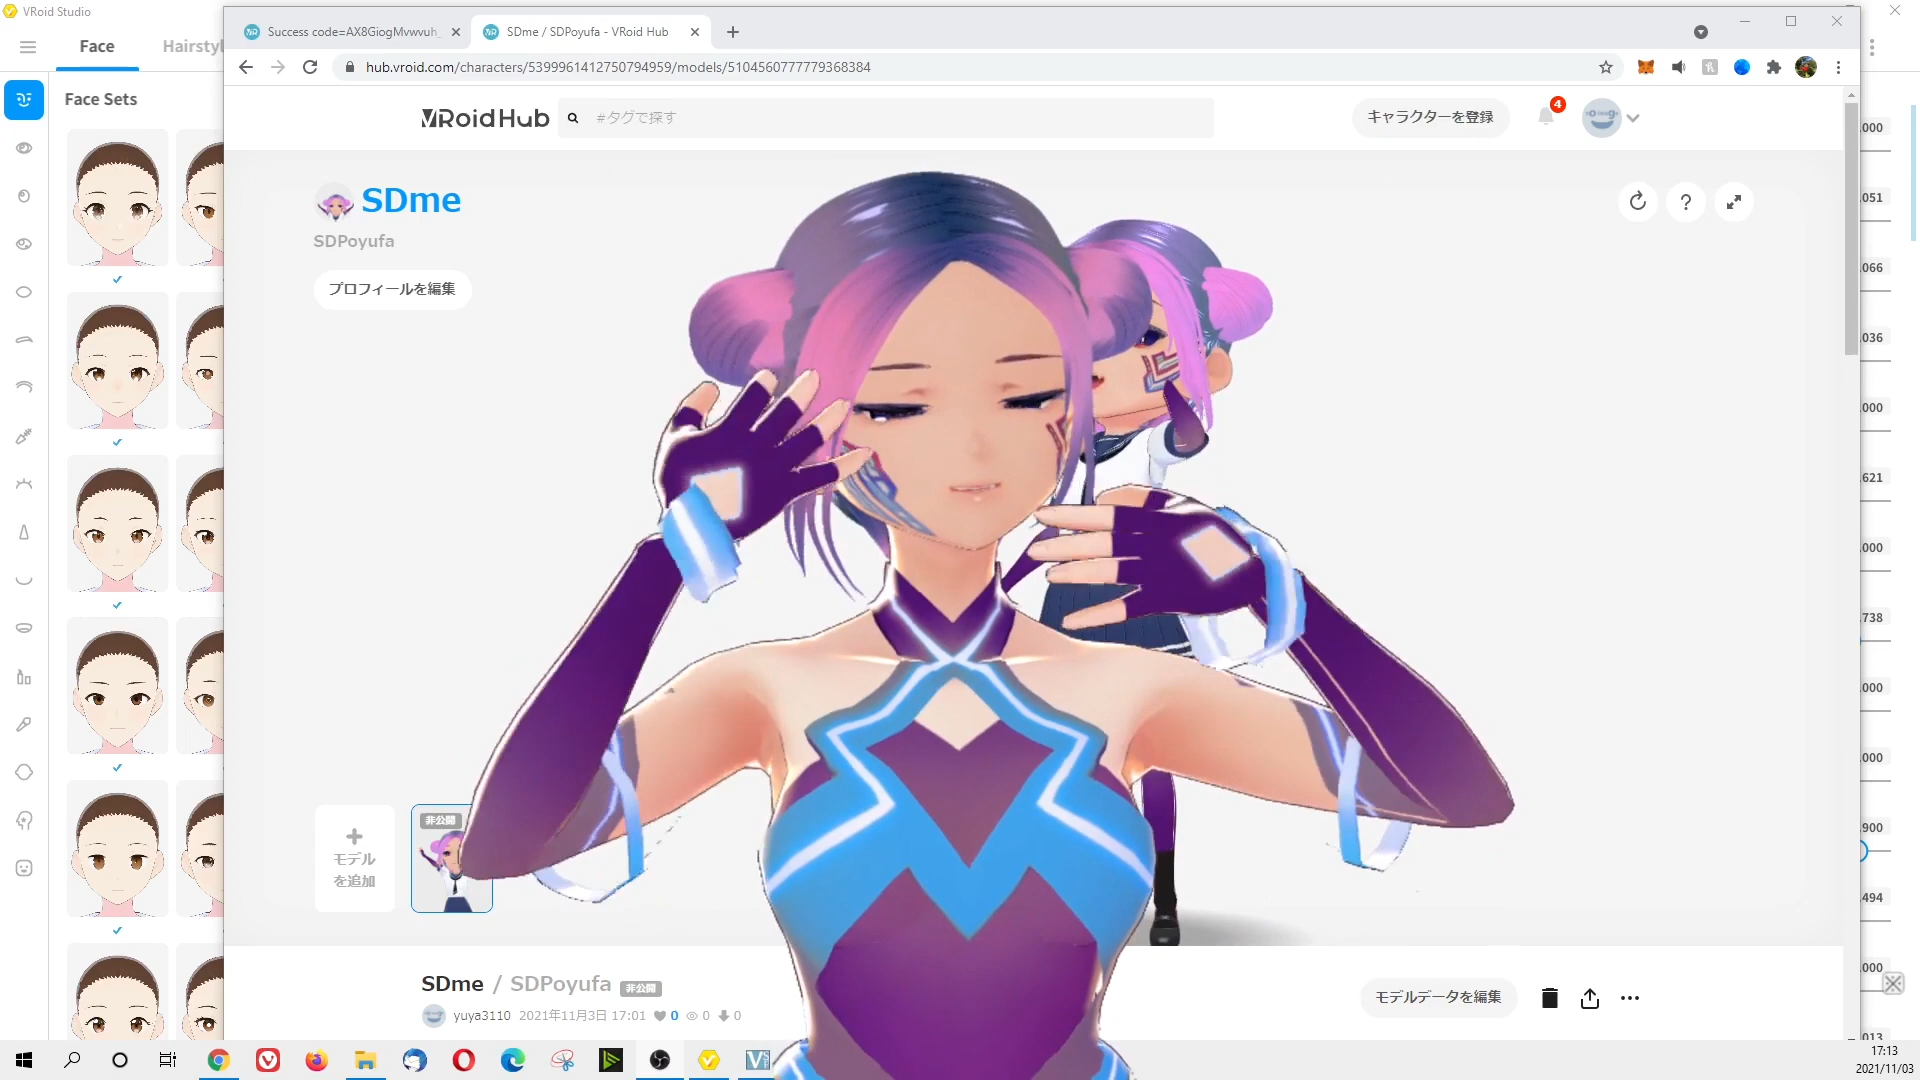 VRoid Studio
Face
Hairstyl
Face Sets
Success code=AX8GiogMvwvuh_
SDme / SDPoyufa - VRoid Hub
hub.vroid.com/characters/5399961412750794959/models/5104560777779368384
VRoid Hub
#タグで探す
キャラクターを登録
4
SDme
SDPoyufa
プロフィールを編集
?
モデル
を追加
非公開
SDme / SDPoyufa 非公開
yuya3110 2021年11月3日 17:01 0 0 0
モデルデータを編集
.000
.051
.066
.036
.000
.621
.000
.738
.000
.000
.900
.494
.000
.013
17:13
2021/11/03